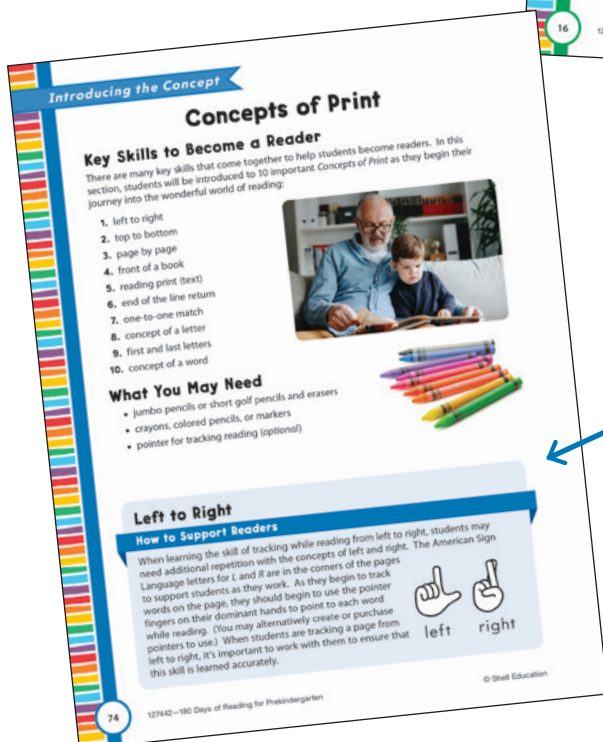 16
Introducing the Concept
Concepts of Print
Key Skills to Become a Reader
There are many key skills that come together to help students become readers. In this
section, students will be introduced to 10 important Concepts of Print as they begin their
journey into the wonderful world of reading:
1. left to right
2. top to bottom
3. page by page
4. front of a book
5. reading print (text)
6. end of the line return
7. one-to-one match
8. concept of a letter
9. first and last letters
10. concept of a word
What You May Need
• jumbo pencils or short golf pencils and erasers
• crayons, colored pencils, or markers
• pointer for tracking reading (optional)
Left to Right
How to Support Readers
When learning the skill of tracking while reading from left to right, students may
need additional repetition with the concepts of left and right. The American Sign
Language letters for L and R are in the corners of the pages
to support students as they work. As they begin to track
words on the page, they should begin to use the pointer
fingers on their dominant hands to point to each word
while reading. (You may alternatively create or purchase
pointers to use.) When students are tracking a page from
left to right, it's important to work with them to ensure that
this skill is learned accurately.
left right
74 127442—180 Days of Reading for Prekindergarten © Shell Education